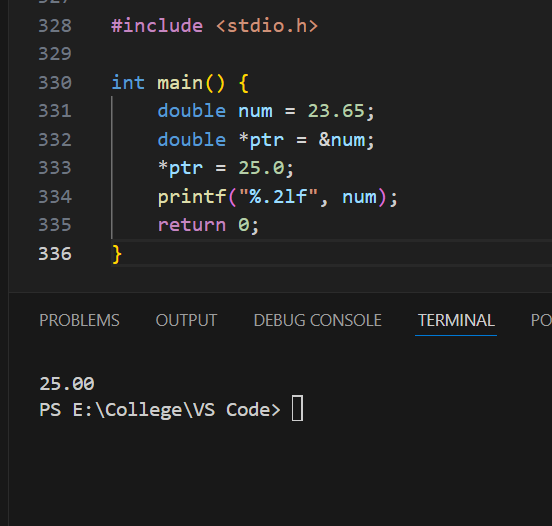 327
328 #include <stdio.h>
329
330 int main() {
331     double num = 23.65;
332     double *ptr = &num;
333     *ptr = 25.0;
334     printf("%.2lf", num);
335     return 0;
336 }
PROBLEMS OUTPUT DEBUG CONSOLE TERMINAL PO
25.00
PS E:\College\VS Code>